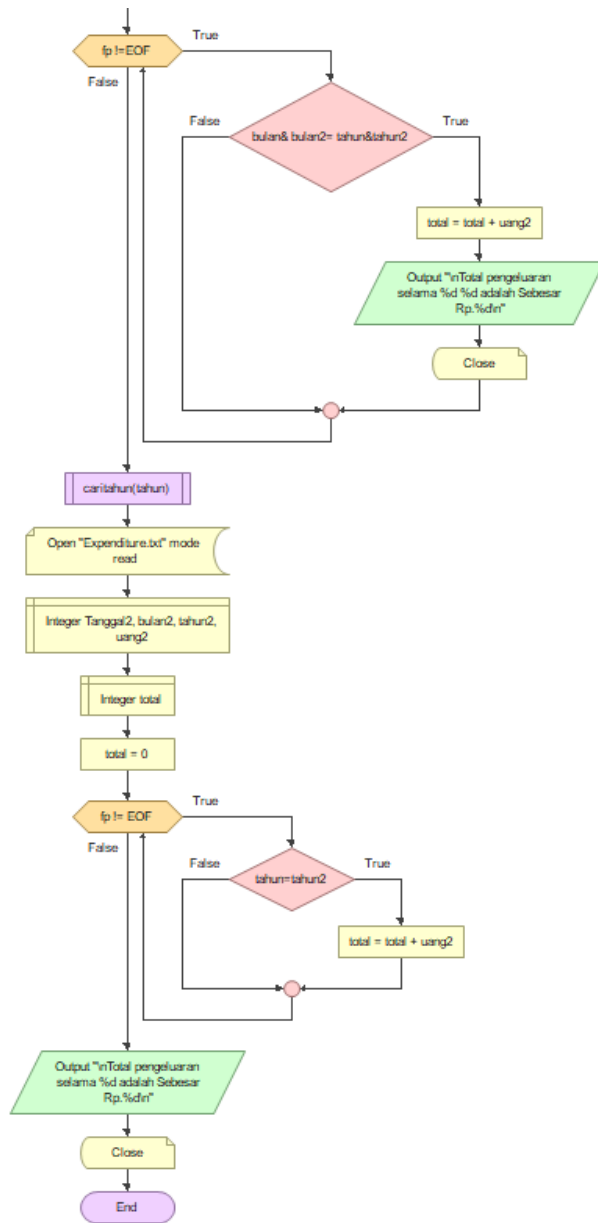 fp !=EOF
True
False
bulan& bulan2= tahun&tahun2
False
True
total = total + uang2
Output "\nTotal pengeluaran
selama %d %d adalah Sebesar
Rp.%d\n"
Close
caritahun(tahun)
Open "Expenditure.txt" mode
read
Integer Tanggal2, bulan2, tahun2,
uang2
Integer total
total = 0
fp != EOF
True
False
tahun=tahun2
False
True
total = total + uang2
Output "\nTotal pengeluaran
selama %d adalah Sebesar
Rp.%d\n"
Close
End